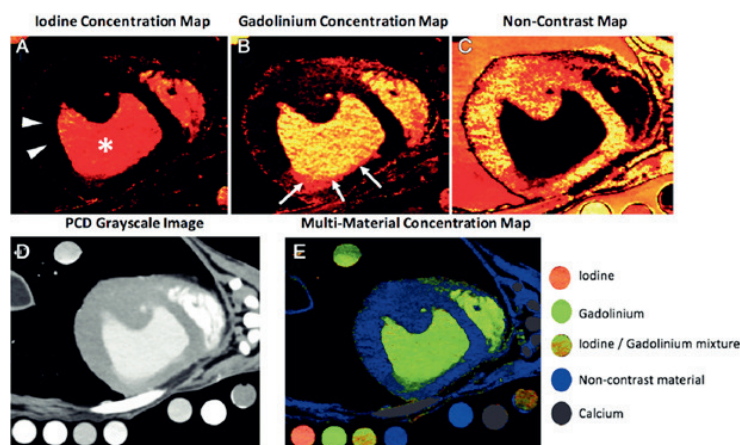 Iodine Concentration Map
Gadolinium Concentration Map
Non-Contrast Map
A
B
C
*
PCD Grayscale Image
Multi-Material Concentration Map
D
E
Iodine
Gadolinium
Iodine / Gadolinium mixture
Non-contrast material
Calcium